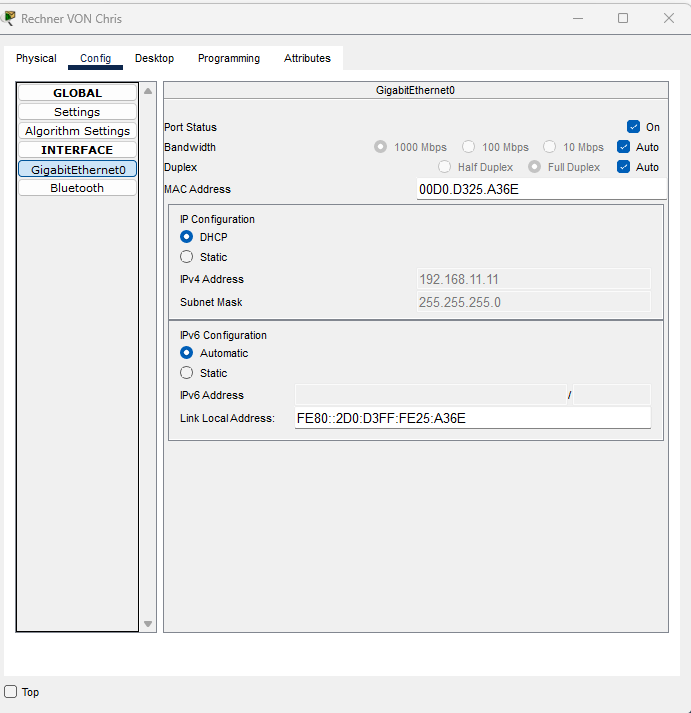 Rechner VON Chris
Physical Config Desktop Programming Attributes
GLOBAL
Settings
Algorithm Settings
INTERFACE
GigabitEthernet0
Bluetooth
GigabitEthernet0
Port Status On
Bandwidth 1000 Mbps 100 Mbps 10 Mbps Auto
Duplex Half Duplex Full Duplex Auto
MAC Address 00D0.D325.A36E
IP Configuration
DHCP
Static
IPv4 Address 192.168.11.11
Subnet Mask 255.255.255.0
IPv6 Configuration
Automatic
Static
IPv6 Address /
Link Local Address: FE80::2D0:D3FF:FE25:A36E
Top